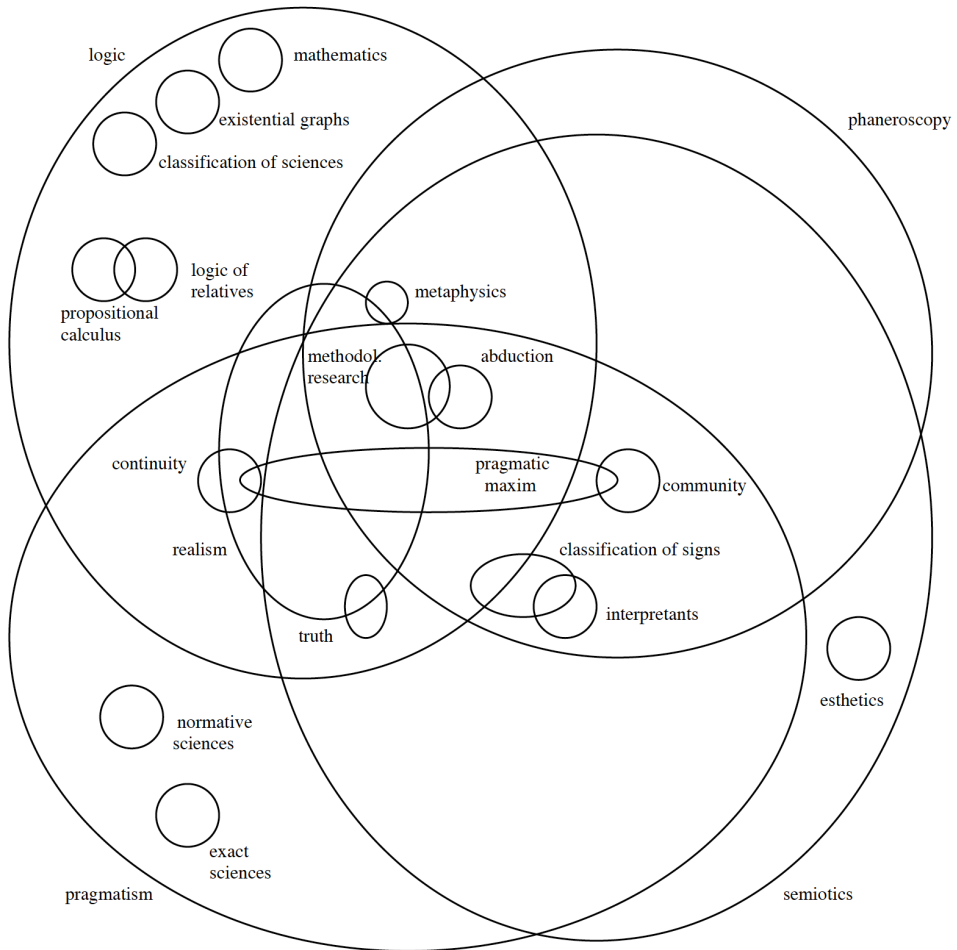 logic
mathematics
existential graphs
phaneroscopy
classification of sciences
logic of
relatives
metaphysics
propositional
calculus
methodol.
research
abduction
continuity
pragmatic
maxim
community
realism
classification of signs
truth
interpretants
esthetics
normative
sciences
exact
sciences
pragmatism
semiotics